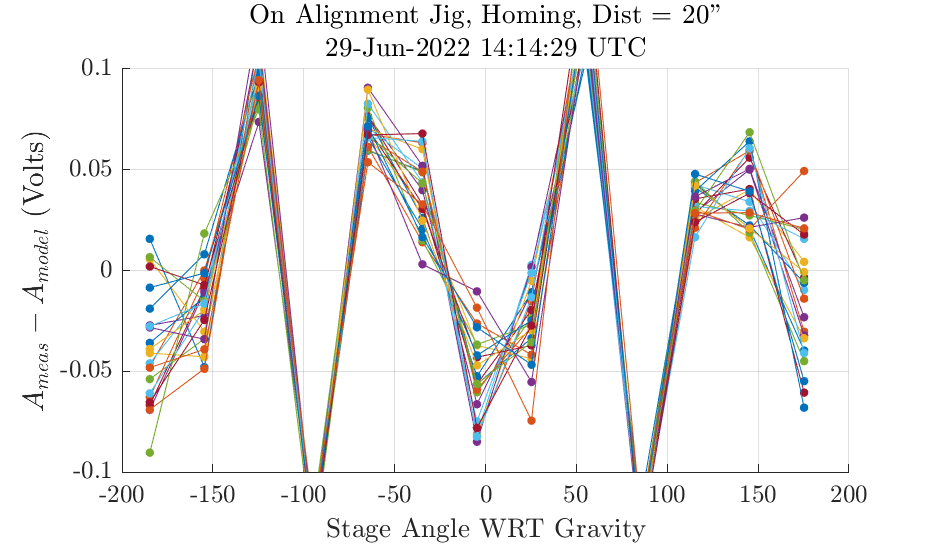 On Alignment Jig, Homing, Dist = 20”
29-Jun-2022 14:14:29 UTC
0.1
0.05
0
-0.05
-0.1
A_meas − A_model (Volts)
-200 -150 -100 -50 0 50 100 150 200
Stage Angle WRT Gravity